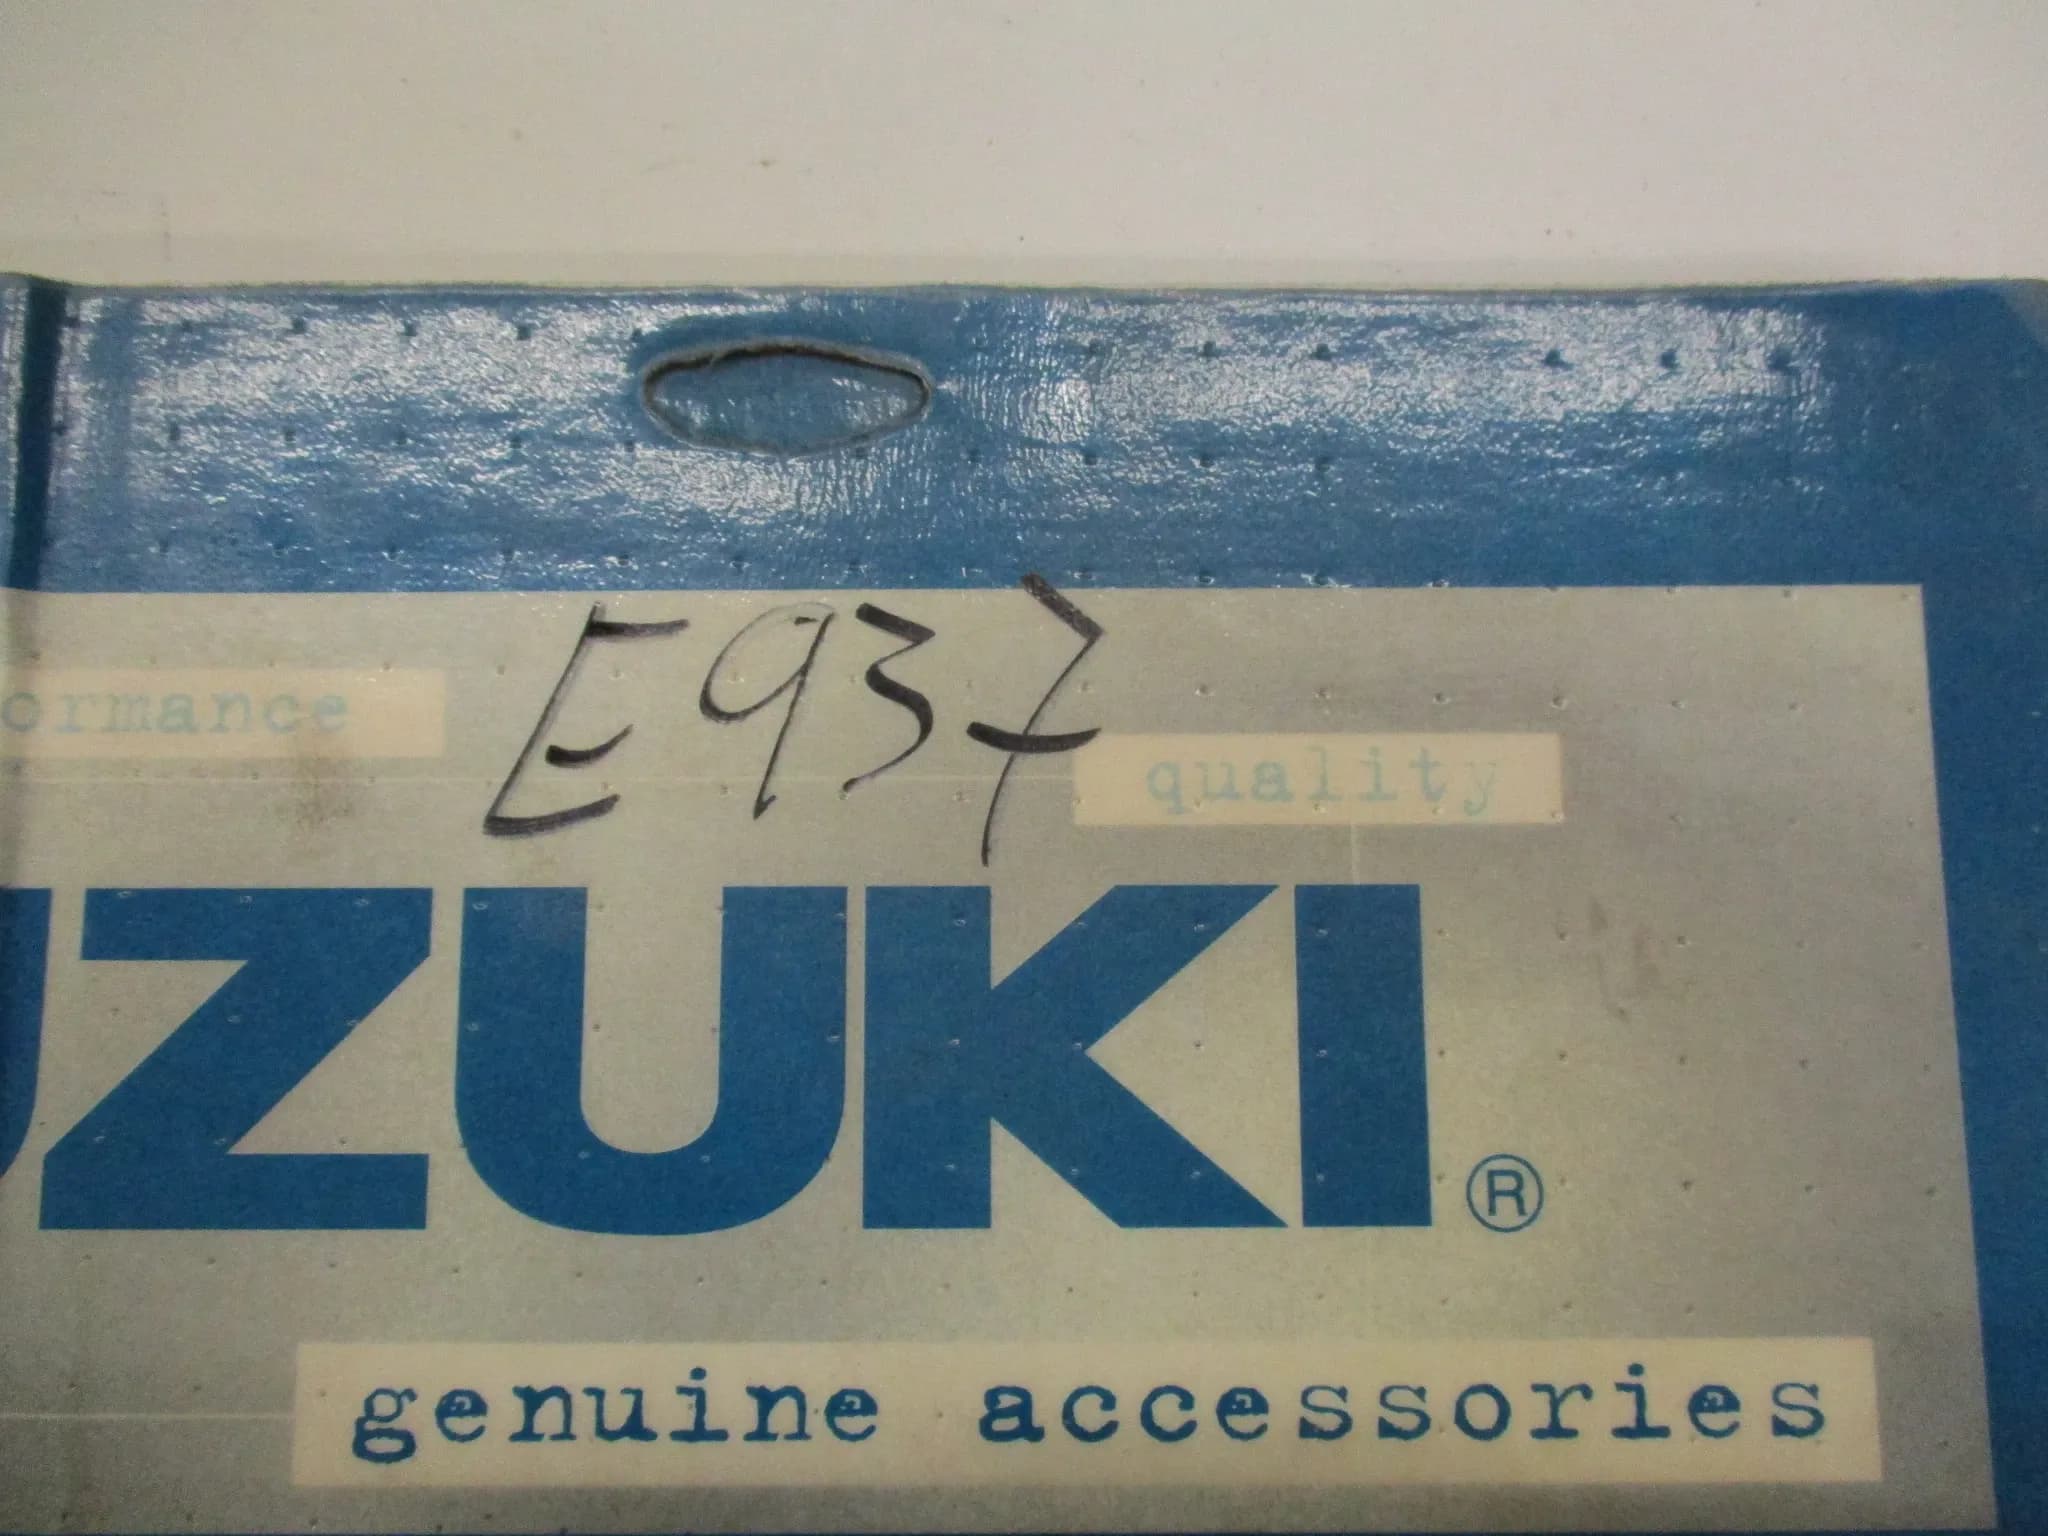 E937
ormance
quality
UZUKI®
genuine accessories